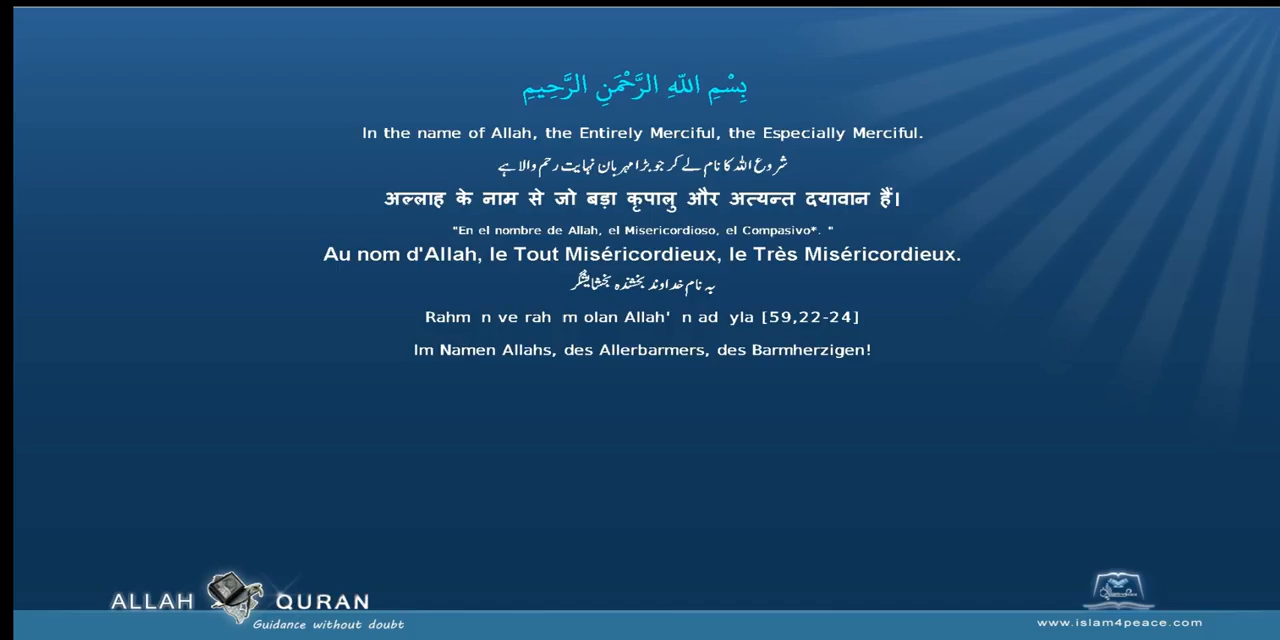 بِسْمِ اللّهِ الرَّحْمَنِ الرَّحِيمِ
In the name of Allah, the Entirely Merciful, the Especially Merciful.
شروع الله کا نام لے کر جو بڑا مہربان نہایت رحم والا ہے
अल्लाह के नाम से जो बड़ा कृपालु और अत्यन्त दयावान हैं।
"En el nombre de Allah, el Misericordioso, el Compasivo*. "
Au nom d'Allah, le Tout Miséricordieux, le Très Miséricordieux.
به نام خداوند بخشنده بخشایشگر
Rahm n ve rah m olan Allah' n ad yla [59,22-24]
Im Namen Allahs, des Allerbarmers, des Barmherzigen!
ALLAH QURAN
Guidance without doubt
www.islam4peace.com